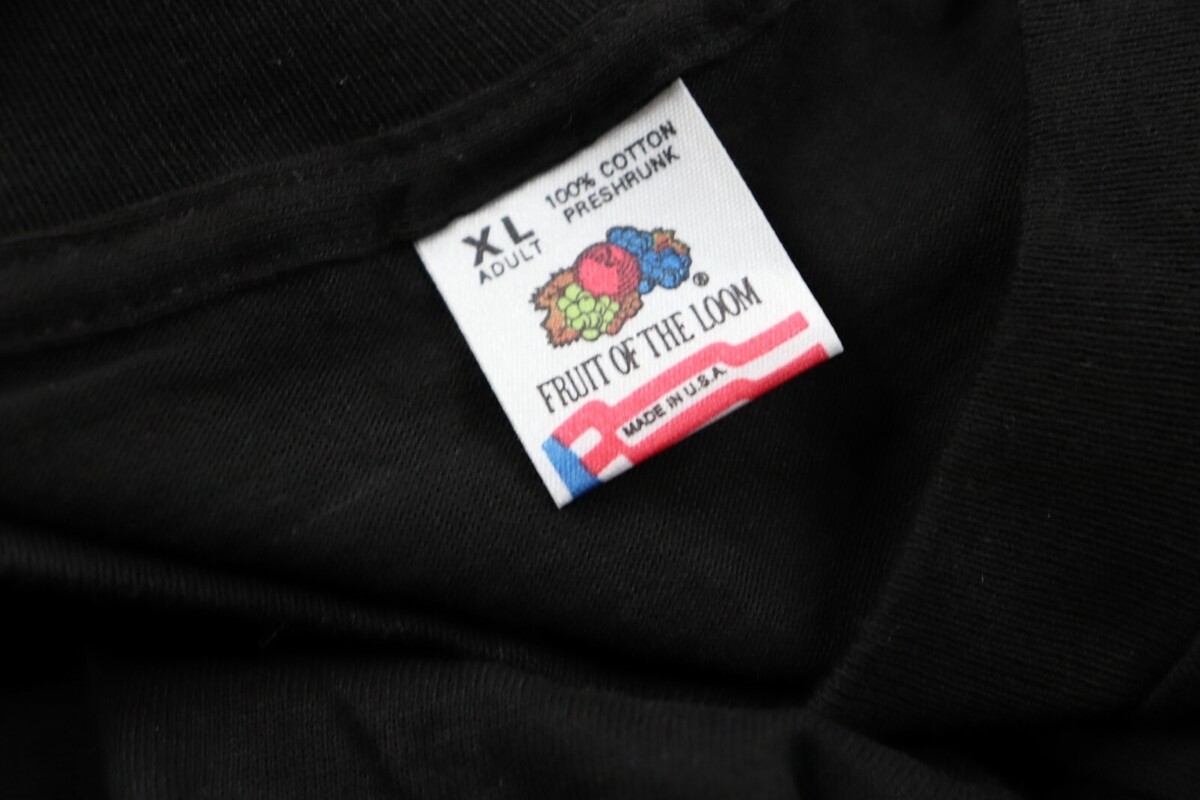 XL
ADULT
100% COTTON
PRESHRUNK
®
FRUIT OF THE LOOM
MADE IN U.S.A.